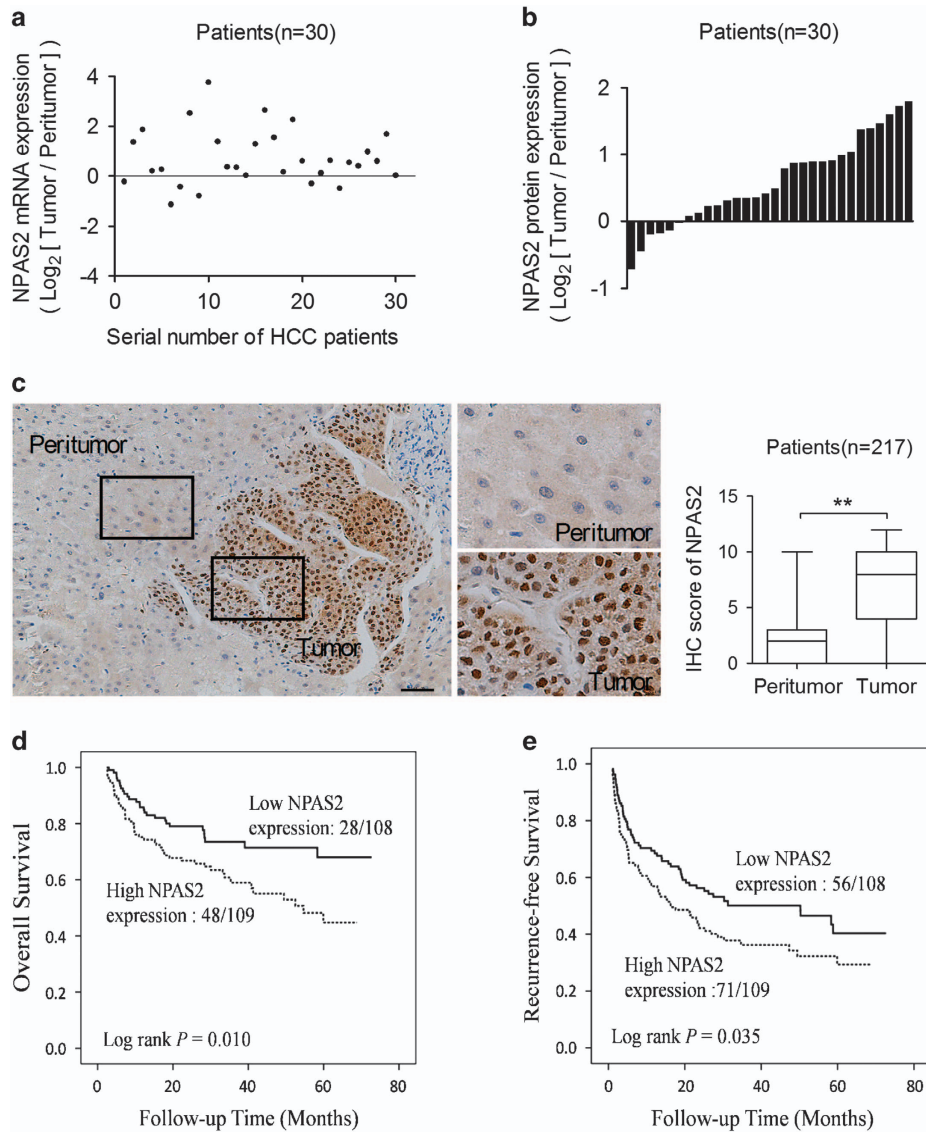 a
Patients(n=30)
NPAS2 mRNA expression
( Log2 [ Tumor / Peritumor ] )
4
2
0
-2
-4
0
10
20
30
Serial number of HCC patients
b
Patients(n=30)
NPAS2 protein expression
( Log2 [ Tumor / Peritumor ] )
2
1
0
-1
c
Peritumor
Tumor
Peritumor
Tumor
Patients(n=217)
IHC score of NPAS2
15
10
5
0
**
Peritumor
Tumor
d
Overall Survival
1.0
0.8
0.6
0.4
0.2
0.0
Low NPAS2
expression: 28/108
High NPAS2
expression : 48/109
Log rank P = 0.010
0
20
40
60
80
Follow-up Time (Months)
e
Recurrence-free Survival
1.0
0.8
0.6
0.4
0.2
0.0
Low NPAS2
expression : 56/108
High NPAS2
expression :71/109
Log rank P = 0.035
0
20
40
60
80
Follow-up Time (Months)